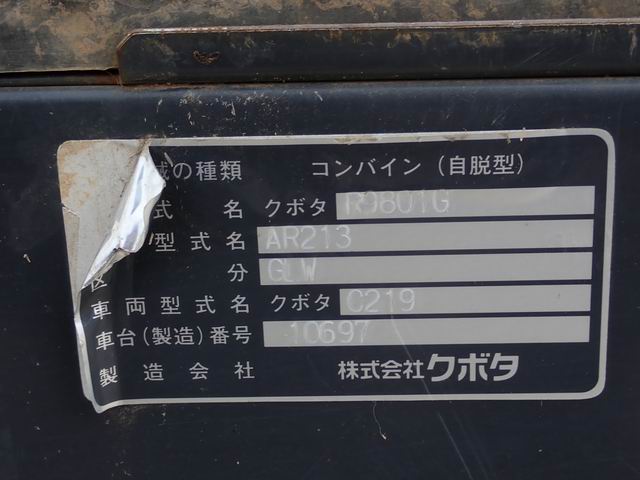 の種類 コンバイン(自脱型)
式名 クボタ R9801G
型式名 AR213
区分 GLW
車両型式名 クボタ C219
車台(製造)番号 10697
製造会社 株式会社クボタ